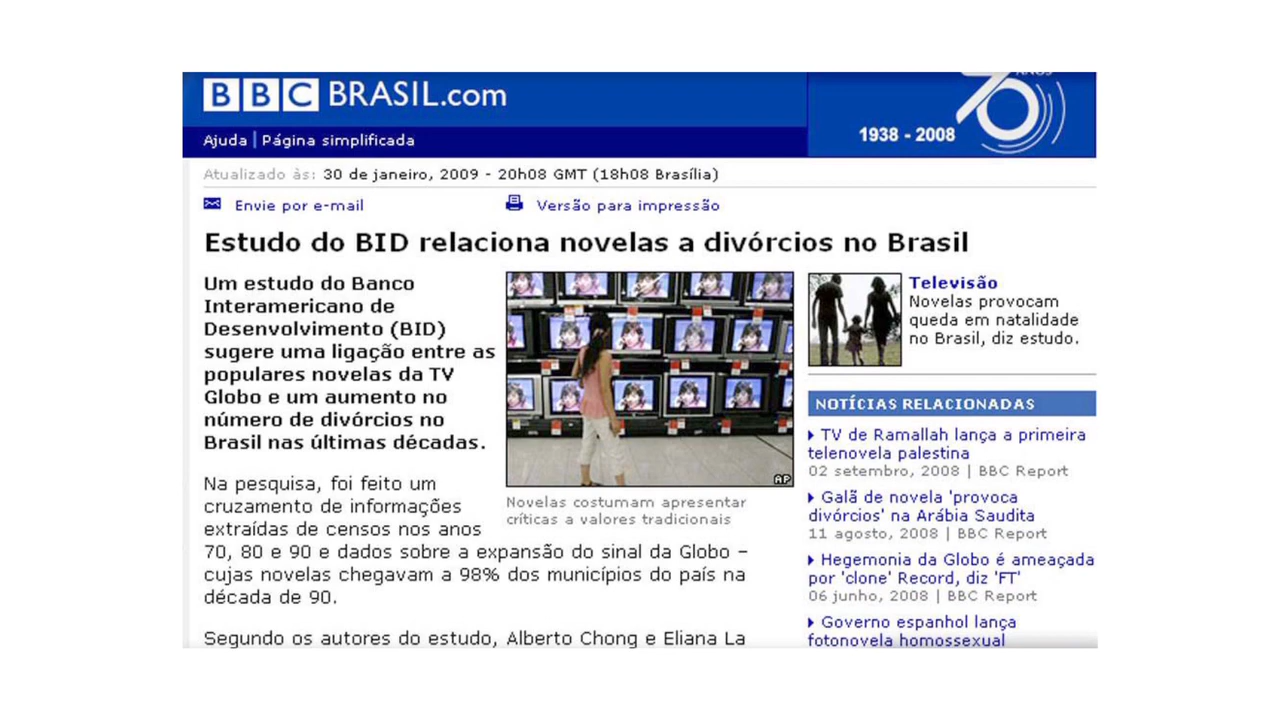 BBC BRASIL.com
70 ANOS
1938 - 2008
Ajuda | Página simplificada
Atualizado às: 30 de janeiro, 2009 - 20h08 GMT (18h08 Brasília)
Envie por e-mail
Versão para impressão
Estudo do BID relaciona novelas a divórcios no Brasil
Um estudo do Banco
Interamericano de
Desenvolvimento (BID)
sugere uma ligação entre as
populares novelas da TV
Globo e um aumento no
número de divórcios no
Brasil nas últimas décadas.
AP
Novelas costumam apresentar
críticas a valores tradicionais
Na pesquisa, foi feito um
cruzamento de informações
extraídas de censos nos anos
70, 80 e 90 e dados sobre a expansão do sinal da Globo –
cujas novelas chegavam a 98% dos municípios do país na
década de 90.
Segundo os autores do estudo, Alberto Chong e Eliana La
Televisão
Novelas provocam
queda em natalidade
no Brasil, diz estudo.
NOTÍCIAS RELACIONADAS
TV de Ramallah lança a primeira
telenovela palestina
02 setembro, 2008 | BBC Report
Galã de novela 'provoca
divórcios' na Arábia Saudita
11 agosto, 2008 | BBC Report
Hegemonia da Globo é ameaçada
por 'clone' Record, diz 'FT'
06 junho, 2008 | BBC Report
Governo espanhol lança
fotonovela homossexual